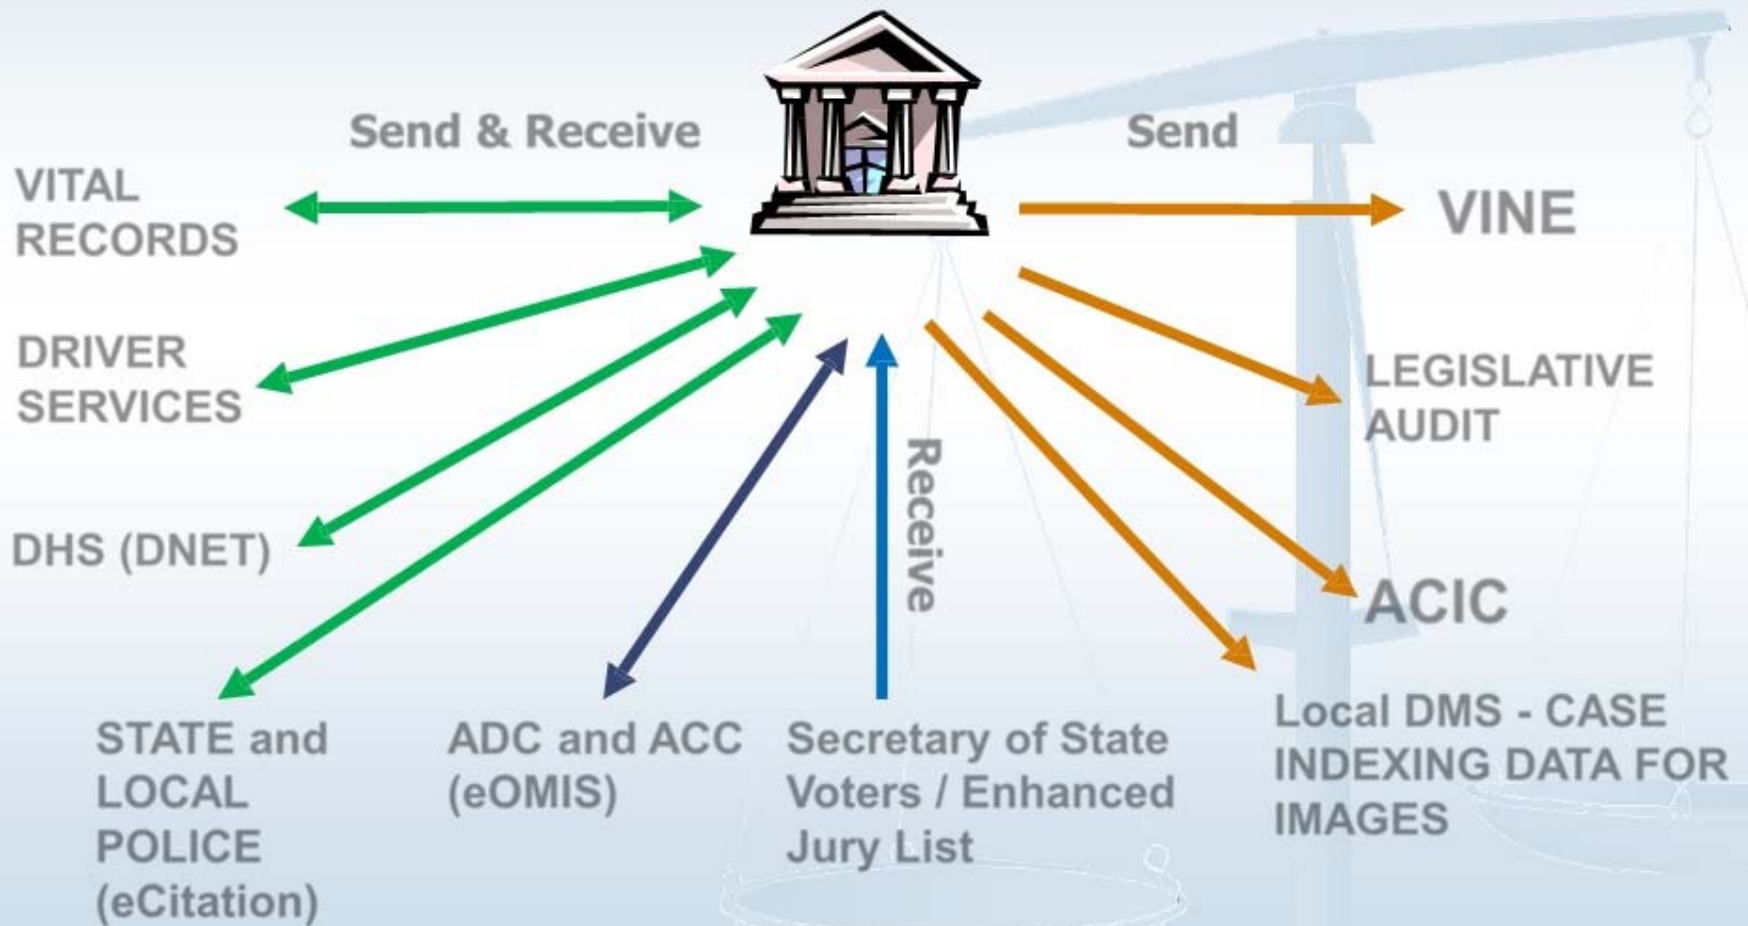 Send & Receive
Send
VITAL
RECORDS
VINE
DRIVER
SERVICES
LEGISLATIVE
AUDIT
Receive
DHS (DNET)
ACIC
STATE and
LOCAL
POLICE
(eCitation)
ADC and ACC
(eOMIS)
Secretary of State
Voters / Enhanced
Jury List
Local DMS - CASE
INDEXING DATA FOR
IMAGES